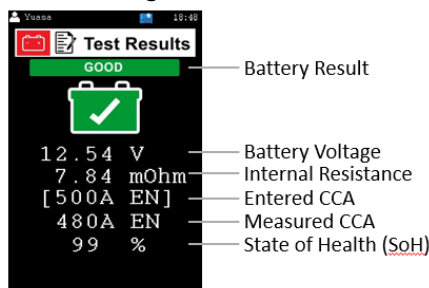 Yuasa 18:48
Test Results
GOOD
Battery Result
12.54 V Battery Voltage
7.84 mOhm Internal Resistance
[500A EN] Entered CCA
480A EN Measured CCA
99 % State of Health (SoH)